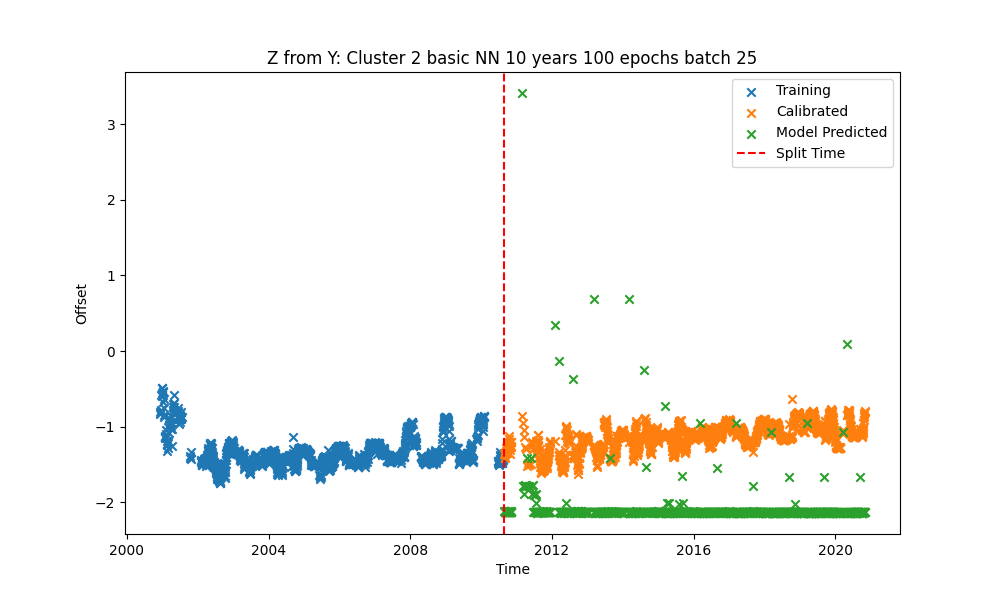 Z from Y: Cluster 2 basic NN 10 years 100 epochs batch 25
Training
Calibrated
Model Predicted
Split Time
3
2
1
0
−1
−2
Offset
2000
2004
2008
2012
2016
2020
Time